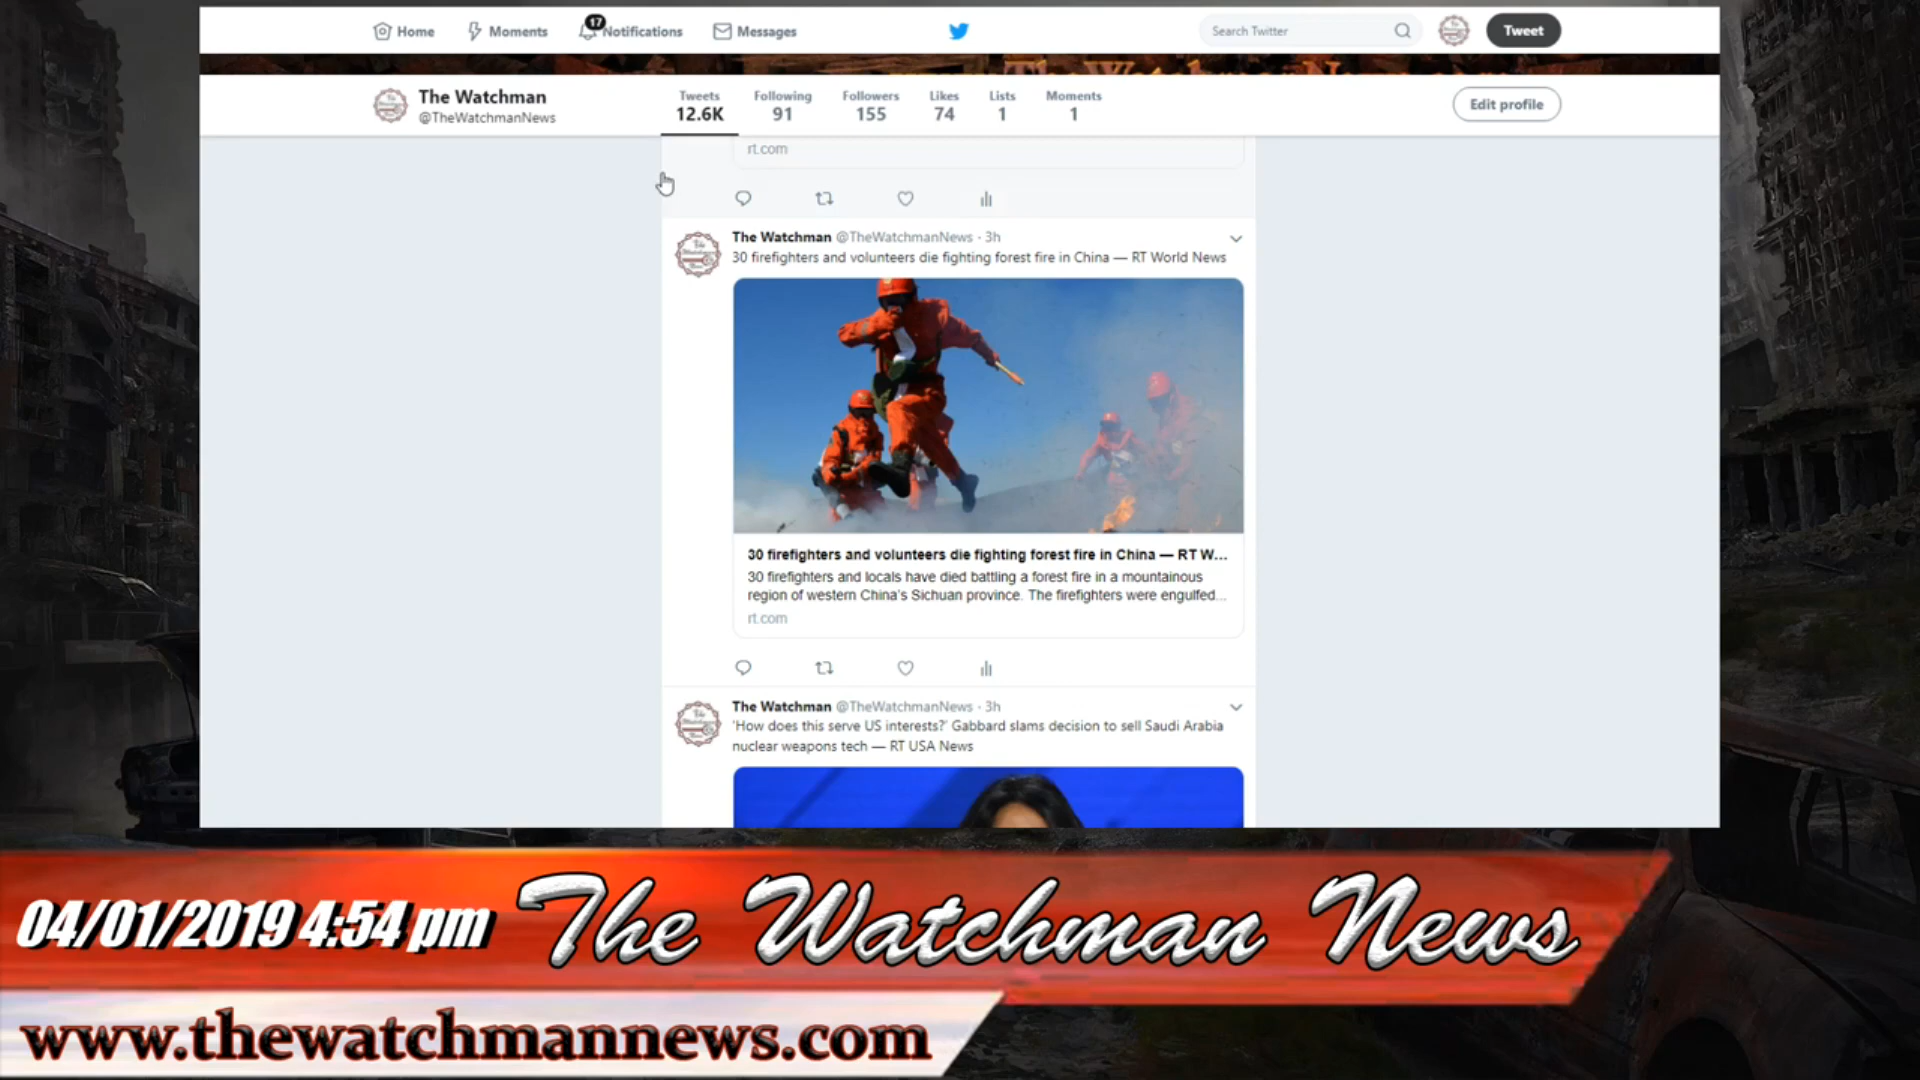 Home
Moments
17
Notifications
Messages
Search Twitter
Tweet
The Watchman
@TheWatchmanNews
Tweets
12.6K
Following
91
Followers
155
Likes
74
Lists
1
Moments
1
Edit profile
rt.com
The Watchman @TheWatchmanNews · 3h
30 firefighters and volunteers die fighting forest fire in China — RT World News
30 firefighters and volunteers die fighting forest fire in China — RT W...
30 firefighters and locals have died battling a forest fire in a mountainous
region of western China's Sichuan province. The firefighters were engulfed...
rt.com
The Watchman @TheWatchmanNews · 3h
'How does this serve US interests?' Gabbard slams decision to sell Saudi Arabia
nuclear weapons tech — RT USA News
04/01/2019 4:54 pm
The Watchman News
www.thewatchmannews.com